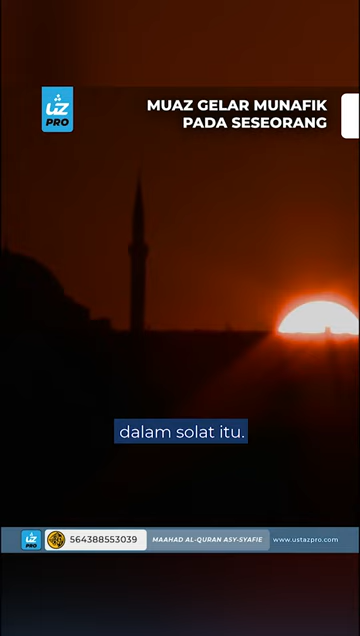 UZ
PRO
MUAZ GELAR MUNAFIK
PADA SESEORANG
dalam solat itu.
UZ
PRO
564388553039
MAAHAD AL-QURAN ASY-SYAFIE
www.ustazpro.com